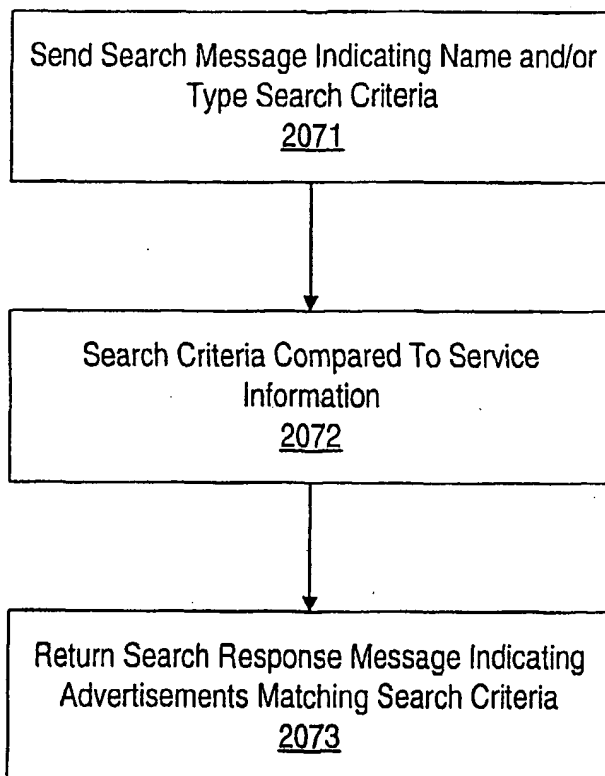 Send Search Message Indicating Name and/or
Type Search Criteria
2071
Search Criteria Compared To Service
Information
2072
Return Search Response Message Indicating
Advertisements Matching Search Criteria
2073